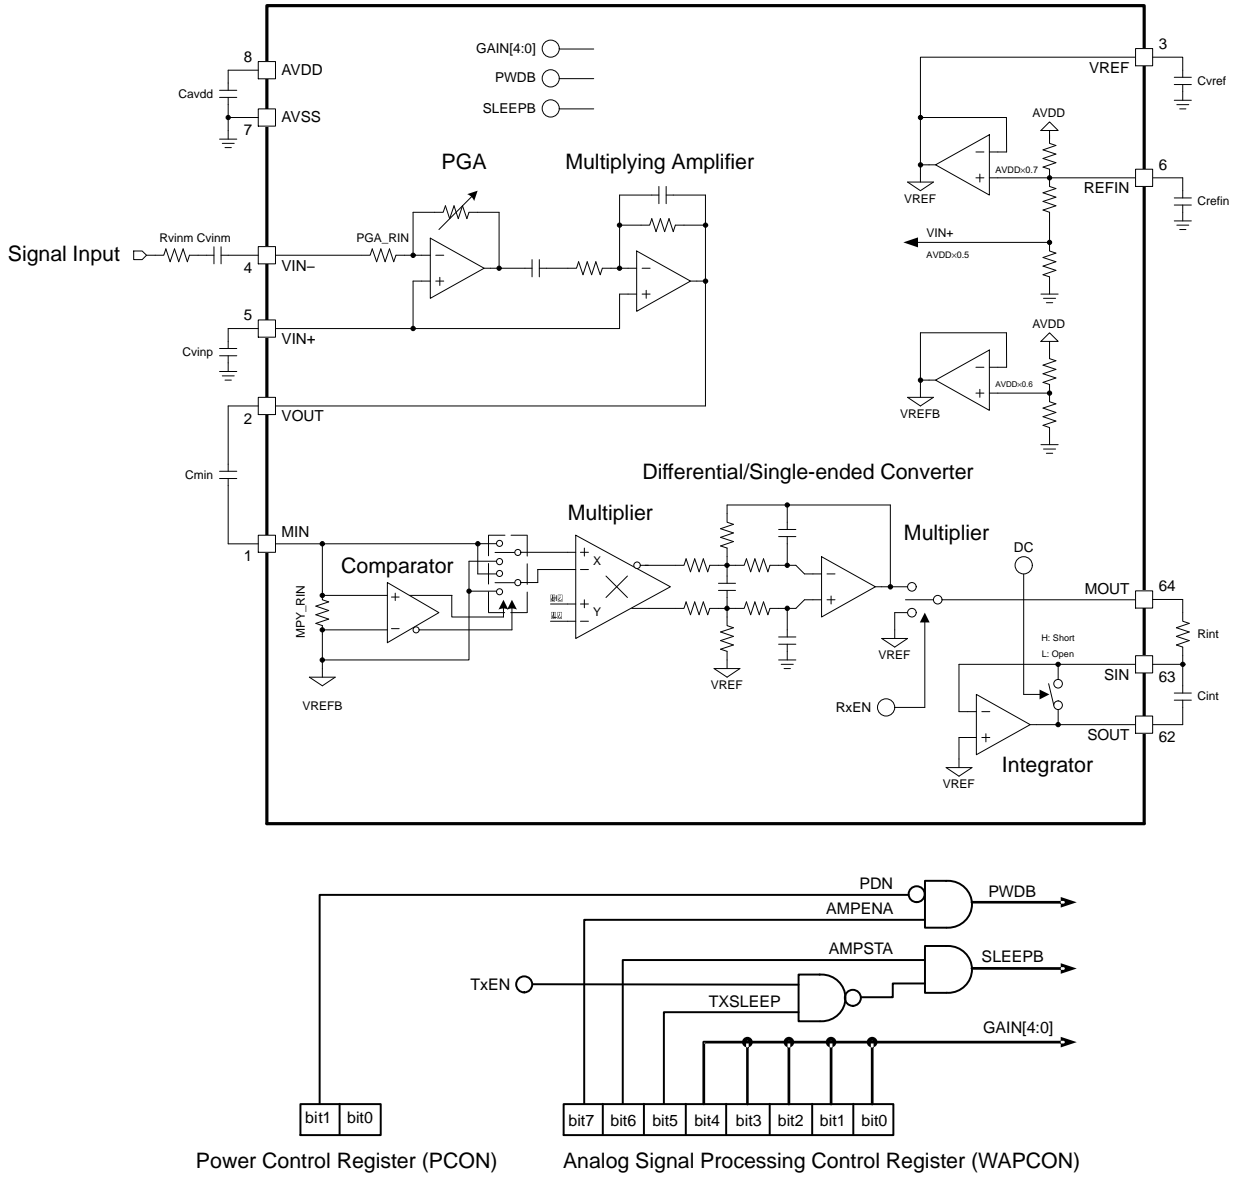 GAIN[4:0]
PWDB
SLEEPB
8
AVDD
Cavdd
AVSS
7
3
VREF
Cvref
AVDD
AVDD×0.7
VREF
6
REFIN
Crefin
VIN+
AVDD×0.5
AVDD
AVDD×0.6
VREFB
PGA
Multiplying Amplifier
Signal Input
Rvinm Cvinm
PGA_RIN
4
VIN−
5
VIN+
Cvinp
2
VOUT
Cmin
1
MIN
MPY_RIN
VREFB
Comparator
Differential/Single-ended Converter
Multiplier
X
Y
VREF
Multiplier
VREF
RxEN
DC
H: Short
L: Open
MOUT
64
Rint
SIN
63
Cint
SOUT
62
VREF
Integrator
PDN
PWDB
AMPENA
AMPSTA
SLEEPB
TxEN
TXSLEEP
GAIN[4:0]
bit1 bit0
bit7 bit6 bit5 bit4 bit3 bit2 bit1 bit0
Power Control Register (PCON)
Analog Signal Processing Control Register (WAPCON)